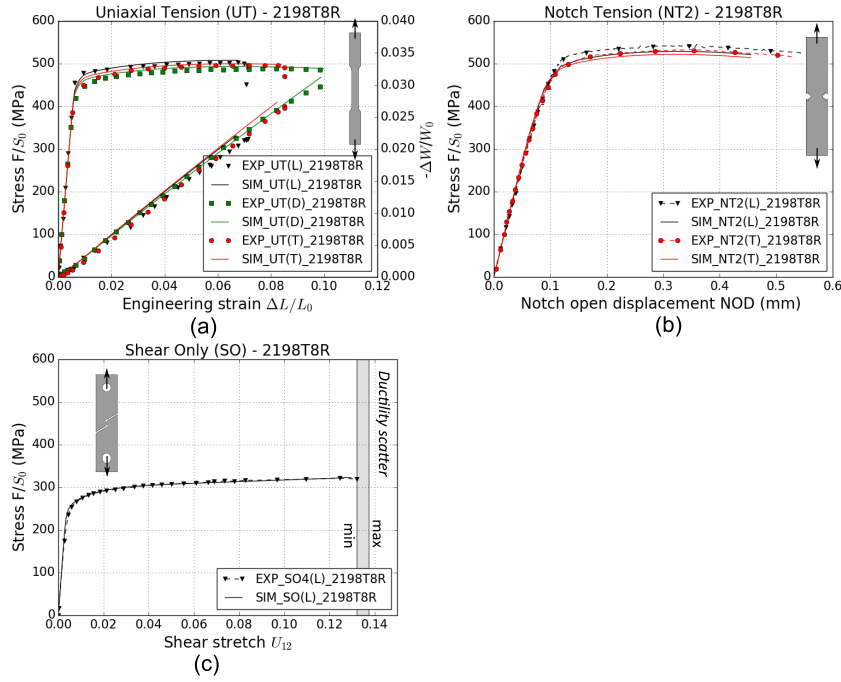 Uniaxial Tension (UT) - 2198T8R
600
500
400
300
200
100
0
Stress F/S₀ (MPa)
0.040
0.035
0.030
0.025
0.020
0.015
0.010
0.005
0.000
-ΔW/W₀
EXP_UT(L)_2198T8R
SIM_UT(L)_2198T8R
EXP_UT(D)_2198T8R
SIM_UT(D)_2198T8R
EXP_UT(T)_2198T8R
SIM_UT(T)_2198T8R
0.00 0.02 0.04 0.06 0.08 0.10 0.12
Engineering strain ΔL/L₀
(a)
Notch Tension (NT2) - 2198T8R
600
500
400
300
200
100
0
Stress F/S₀ (MPa)
EXP_NT2(L)_2198T8R
SIM_NT2(L)_2198T8R
EXP_NT2(T)_2198T8R
SIM_NT2(T)_2198T8R
0.0 0.1 0.2 0.3 0.4 0.5 0.6
Notch open displacement NOD (mm)
(b)
Shear Only (SO) - 2198T8R
600
500
400
300
200
100
0
Stress F/S₀ (MPa)
Ductility scatter
min
max
EXP_SO4(L)_2198T8R
SIM_SO(L)_2198T8R
0.00 0.02 0.04 0.06 0.08 0.10 0.12 0.14
Shear stretch U₁₂
(c)